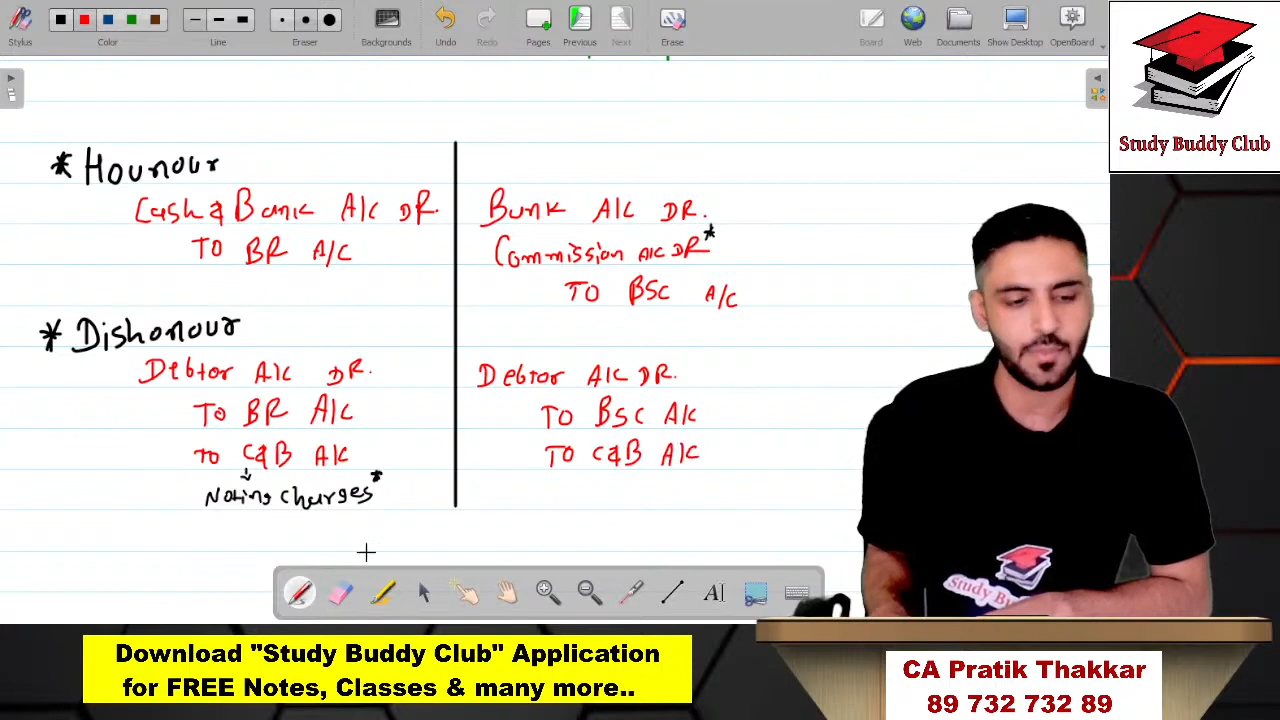 Stylus
Color
Line
Eraser
Backgrounds
Undo
Redo
Pages
Previous
Next
Erase
Board
Web
Documents
Show Desktop
OpenBoard
Study Buddy Club
* Hounour
Cash & Bank A/C DR.
TO BR A/C
Bank A/C DR.
Commission A/C DR*
TO BSC A/C
* Dishonour
Debtor A/C DR.
TO BR A/C
TO C&B A/C
Noting Charges*
Debtor A/C DR.
TO BSC A/C
TO C&B A/C
Study Buddy
Download "Study Buddy Club" Application
for FREE Notes, Classes & many more..
CA Pratik Thakkar
89 732 732 89